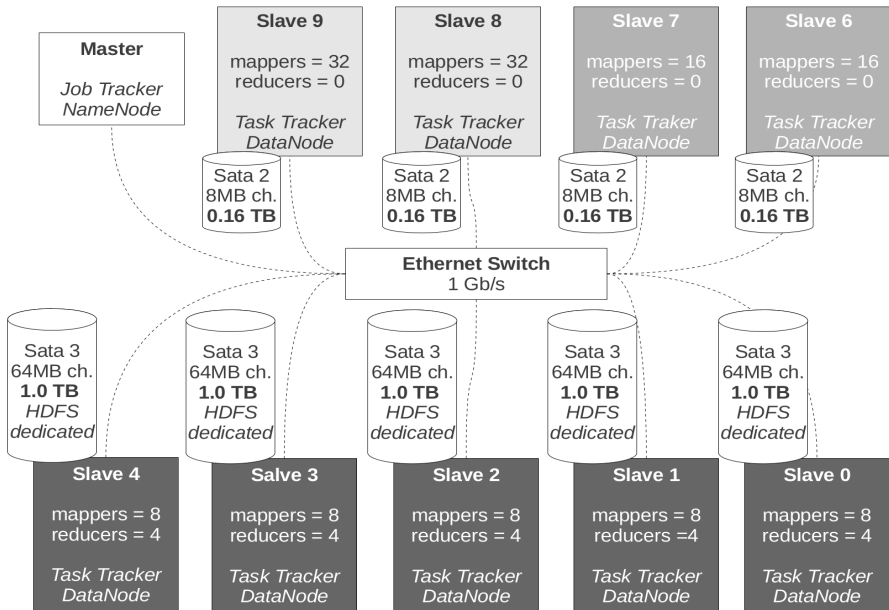 Master
Job Tracker
NameNode
Slave 9
mappers = 32
reducers = 0
Task Tracker
DataNode
Slave 8
mappers = 32
reducers = 0
Task Tracker
DataNode
Slave 7
mappers = 16
reducers = 0
Task Traker
DataNode
Slave 6
mappers = 16
reducers = 0
Task Tracker
DataNode
Sata 2
8MB ch.
0.16 TB
Sata 2
8MB ch.
0.16 TB
Sata 2
8MB ch.
0.16 TB
Sata 2
8MB ch.
0.16 TB
Ethernet Switch
1 Gb/s
Sata 3
64MB ch.
1.0 TB
HDFS
dedicated
Sata 3
64MB ch.
1.0 TB
HDFS
dedicated
Sata 3
64MB ch.
1.0 TB
HDFS
dedicated
Sata 3
64MB ch.
1.0 TB
HDFS
dedicated
Sata 3
64MB ch.
1.0 TB
HDFS
dedicated
Slave 4
mappers = 8
reducers = 4
Task Tracker
DataNode
Salve 3
mappers = 8
reducers = 4
Task Tracker
DataNode
Slave 2
mappers = 8
reducers = 4
Task Tracker
DataNode
Slave 1
mappers = 8
reducers =4
Task Tracker
DataNode
Slave 0
mappers = 8
reducers = 4
Task Tracker
DataNode